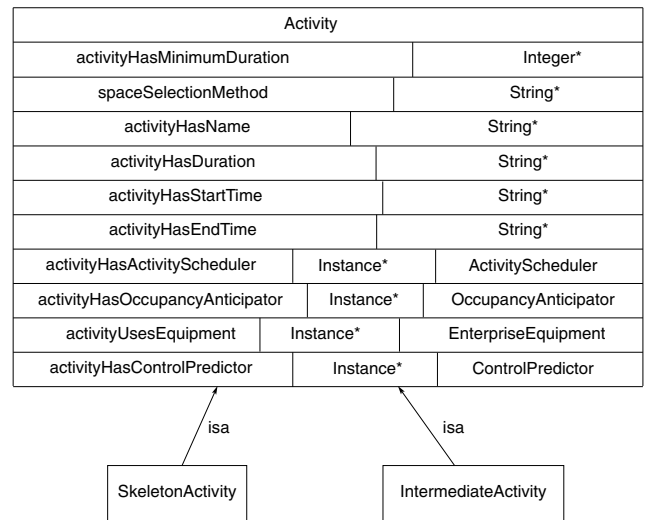 Activity
activityHasMinimumDuration Integer*
spaceSelectionMethod String*
activityHasName String*
activityHasDuration String*
activityHasStartTime String*
activityHasEndTime String*
activityHasActivityScheduler Instance* ActivityScheduler
activityHasOccupancyAnticipator Instance* OccupancyAnticipator
activityUsesEquipment Instance* EnterpriseEquipment
activityHasControlPredictor Instance* ControlPredictor
isa isa
SkeletonActivity IntermediateActivity